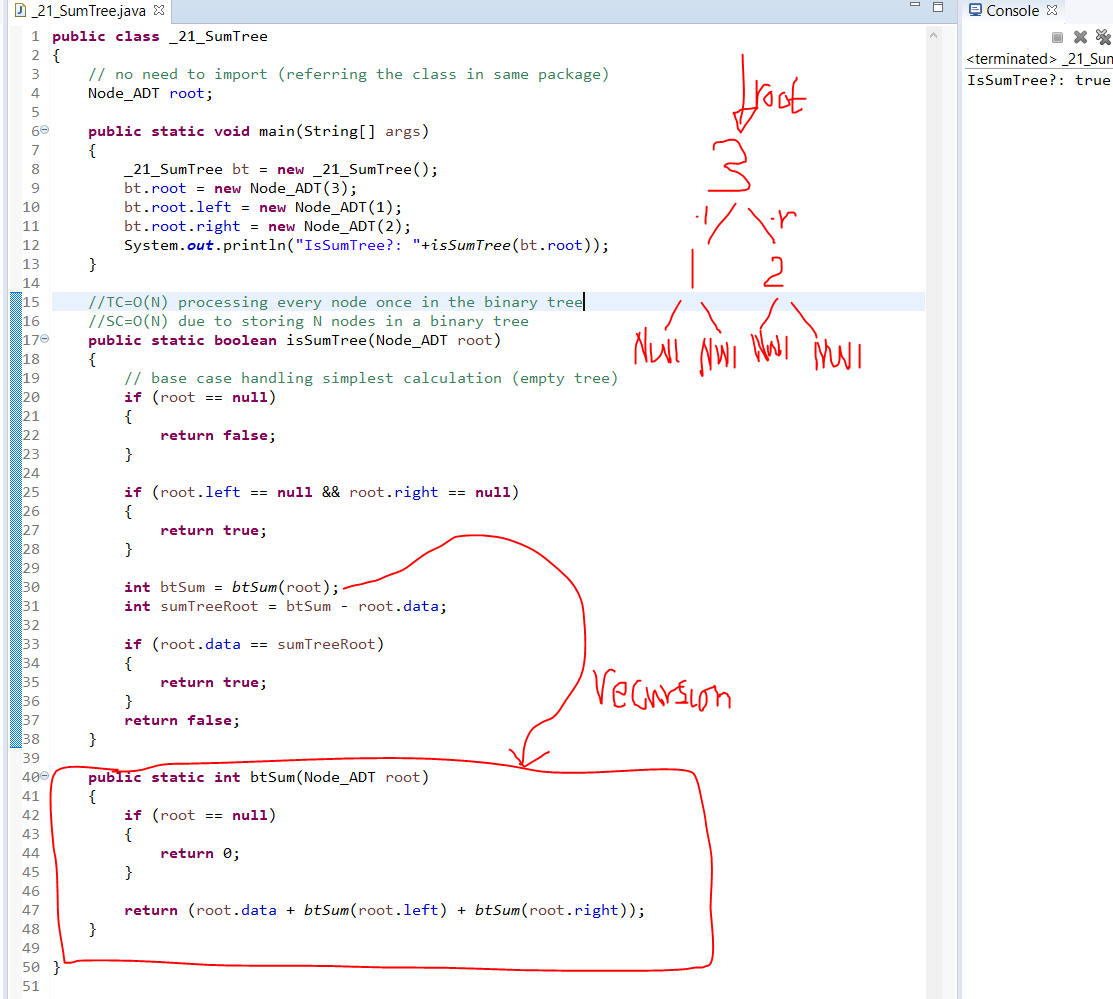 _21_SumTree.java
1 public class _21_SumTree
2 {
3 // no need to import (referring the class in same package)
4 Node_ADT root;
5
6 public static void main(String[] args)
7 {
8 _21_SumTree bt = new _21_SumTree();
9 bt.root = new Node_ADT(3);
10 bt.root.left = new Node_ADT(1);
11 bt.root.right = new Node_ADT(2);
12 System.out.println("IsSumTree?: "+isSumTree(bt.root));
13 }
14
15 //TC=O(N) processing every node once in the binary tree
16 //SC=O(N) due to storing N nodes in a binary tree
17 public static boolean isSumTree(Node_ADT root)
18 {
19 // base case handling simplest calculation (empty tree)
20 if (root == null)
21 {
22 return false;
23 }
24
25 if (root.left == null && root.right == null)
26 {
27 return true;
28 }
29
30 int btSum = btSum(root);
31 int sumTreeRoot = btSum - root.data;
32
33 if (root.data == sumTreeRoot)
34 {
35 return true;
36 }
37 return false;
38 }
39
40 public static int btSum(Node_ADT root)
41 {
42 if (root == null)
43 {
44 return 0;
45 }
46
47 return (root.data + btSum(root.left) + btSum(root.right));
48 }
49
50 }
51
root
3
.l .r
1 2
Null Null Null Null
recursion
Console
<terminated> _21_Sum
IsSumTree?: true